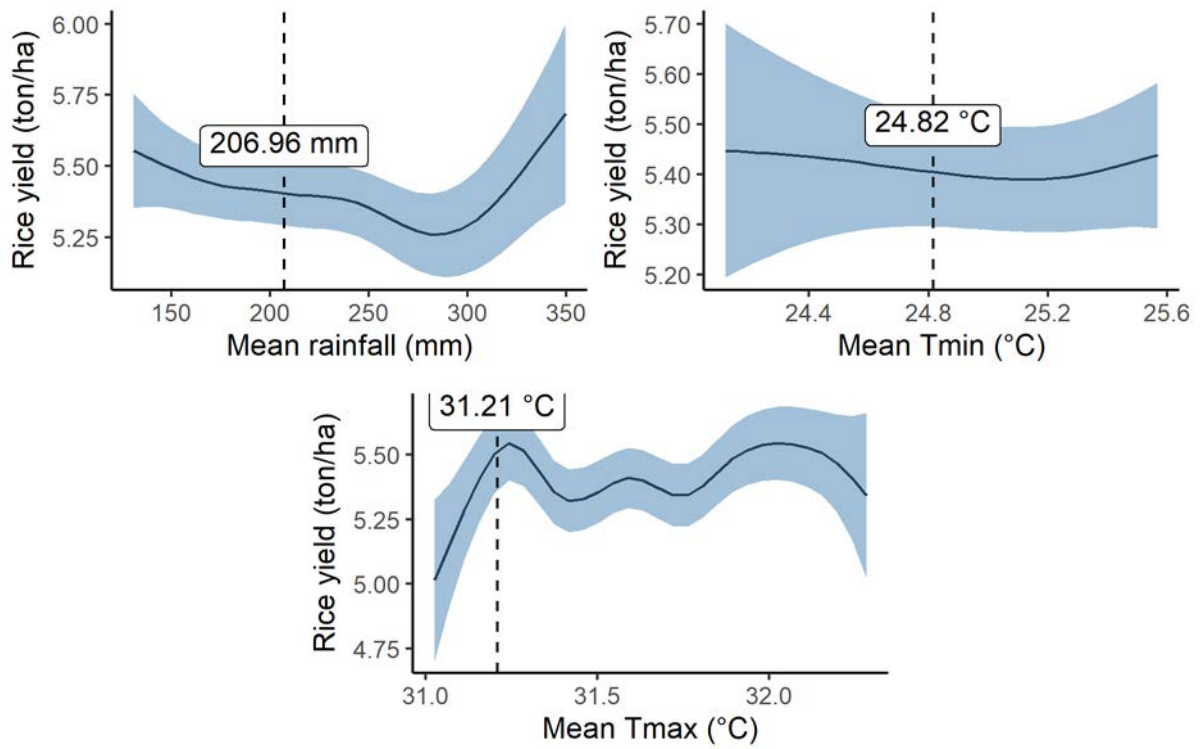 Rice yield (ton/ha)
6.00
5.75
5.50
5.25
206.96 mm
150
200
250
300
350
Mean rainfall (mm)
Rice yield (ton/ha)
5.70
5.60
5.50
5.40
5.30
5.20
24.82 °C
24.4
24.8
25.2
25.6
Mean Tmin (°C)
Rice yield (ton/ha)
5.50
5.25
5.00
4.75
31.21 °C
31.0
31.5
32.0
Mean Tmax (°C)